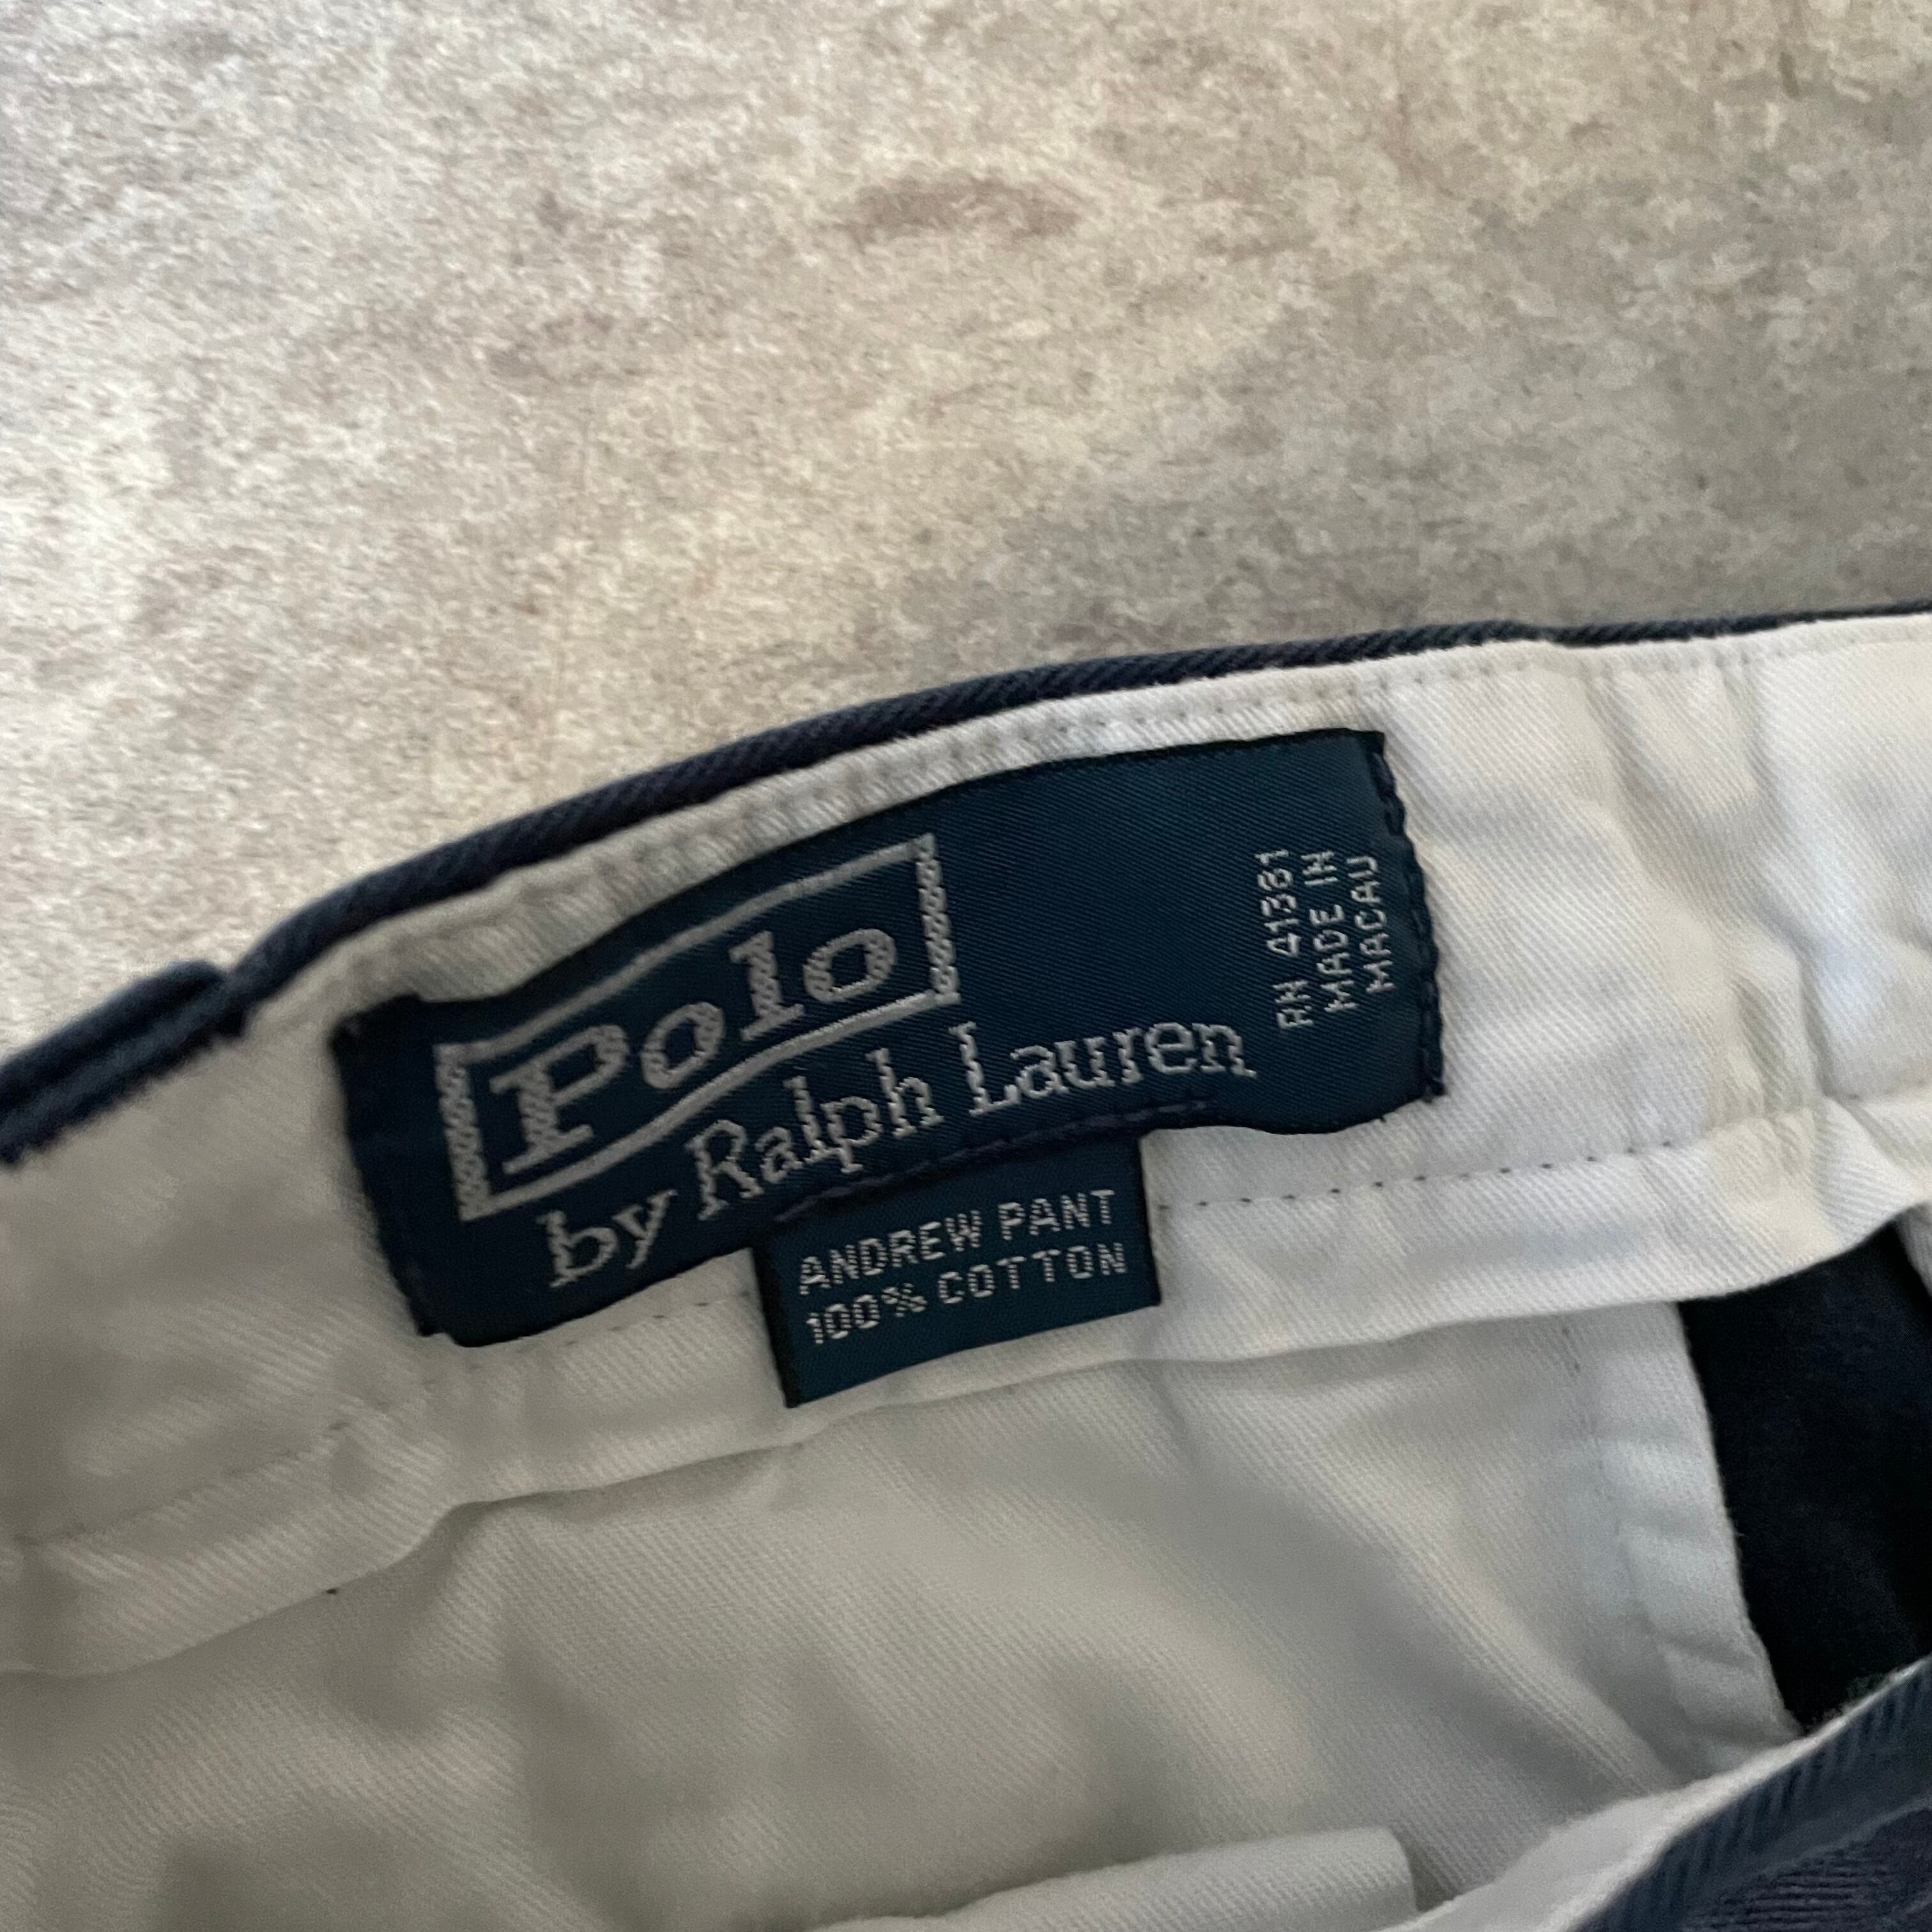 Polo
by Ralph Lauren
RN 41381
MADE IN
MACAU
ANDREW PANT
100% COTTON